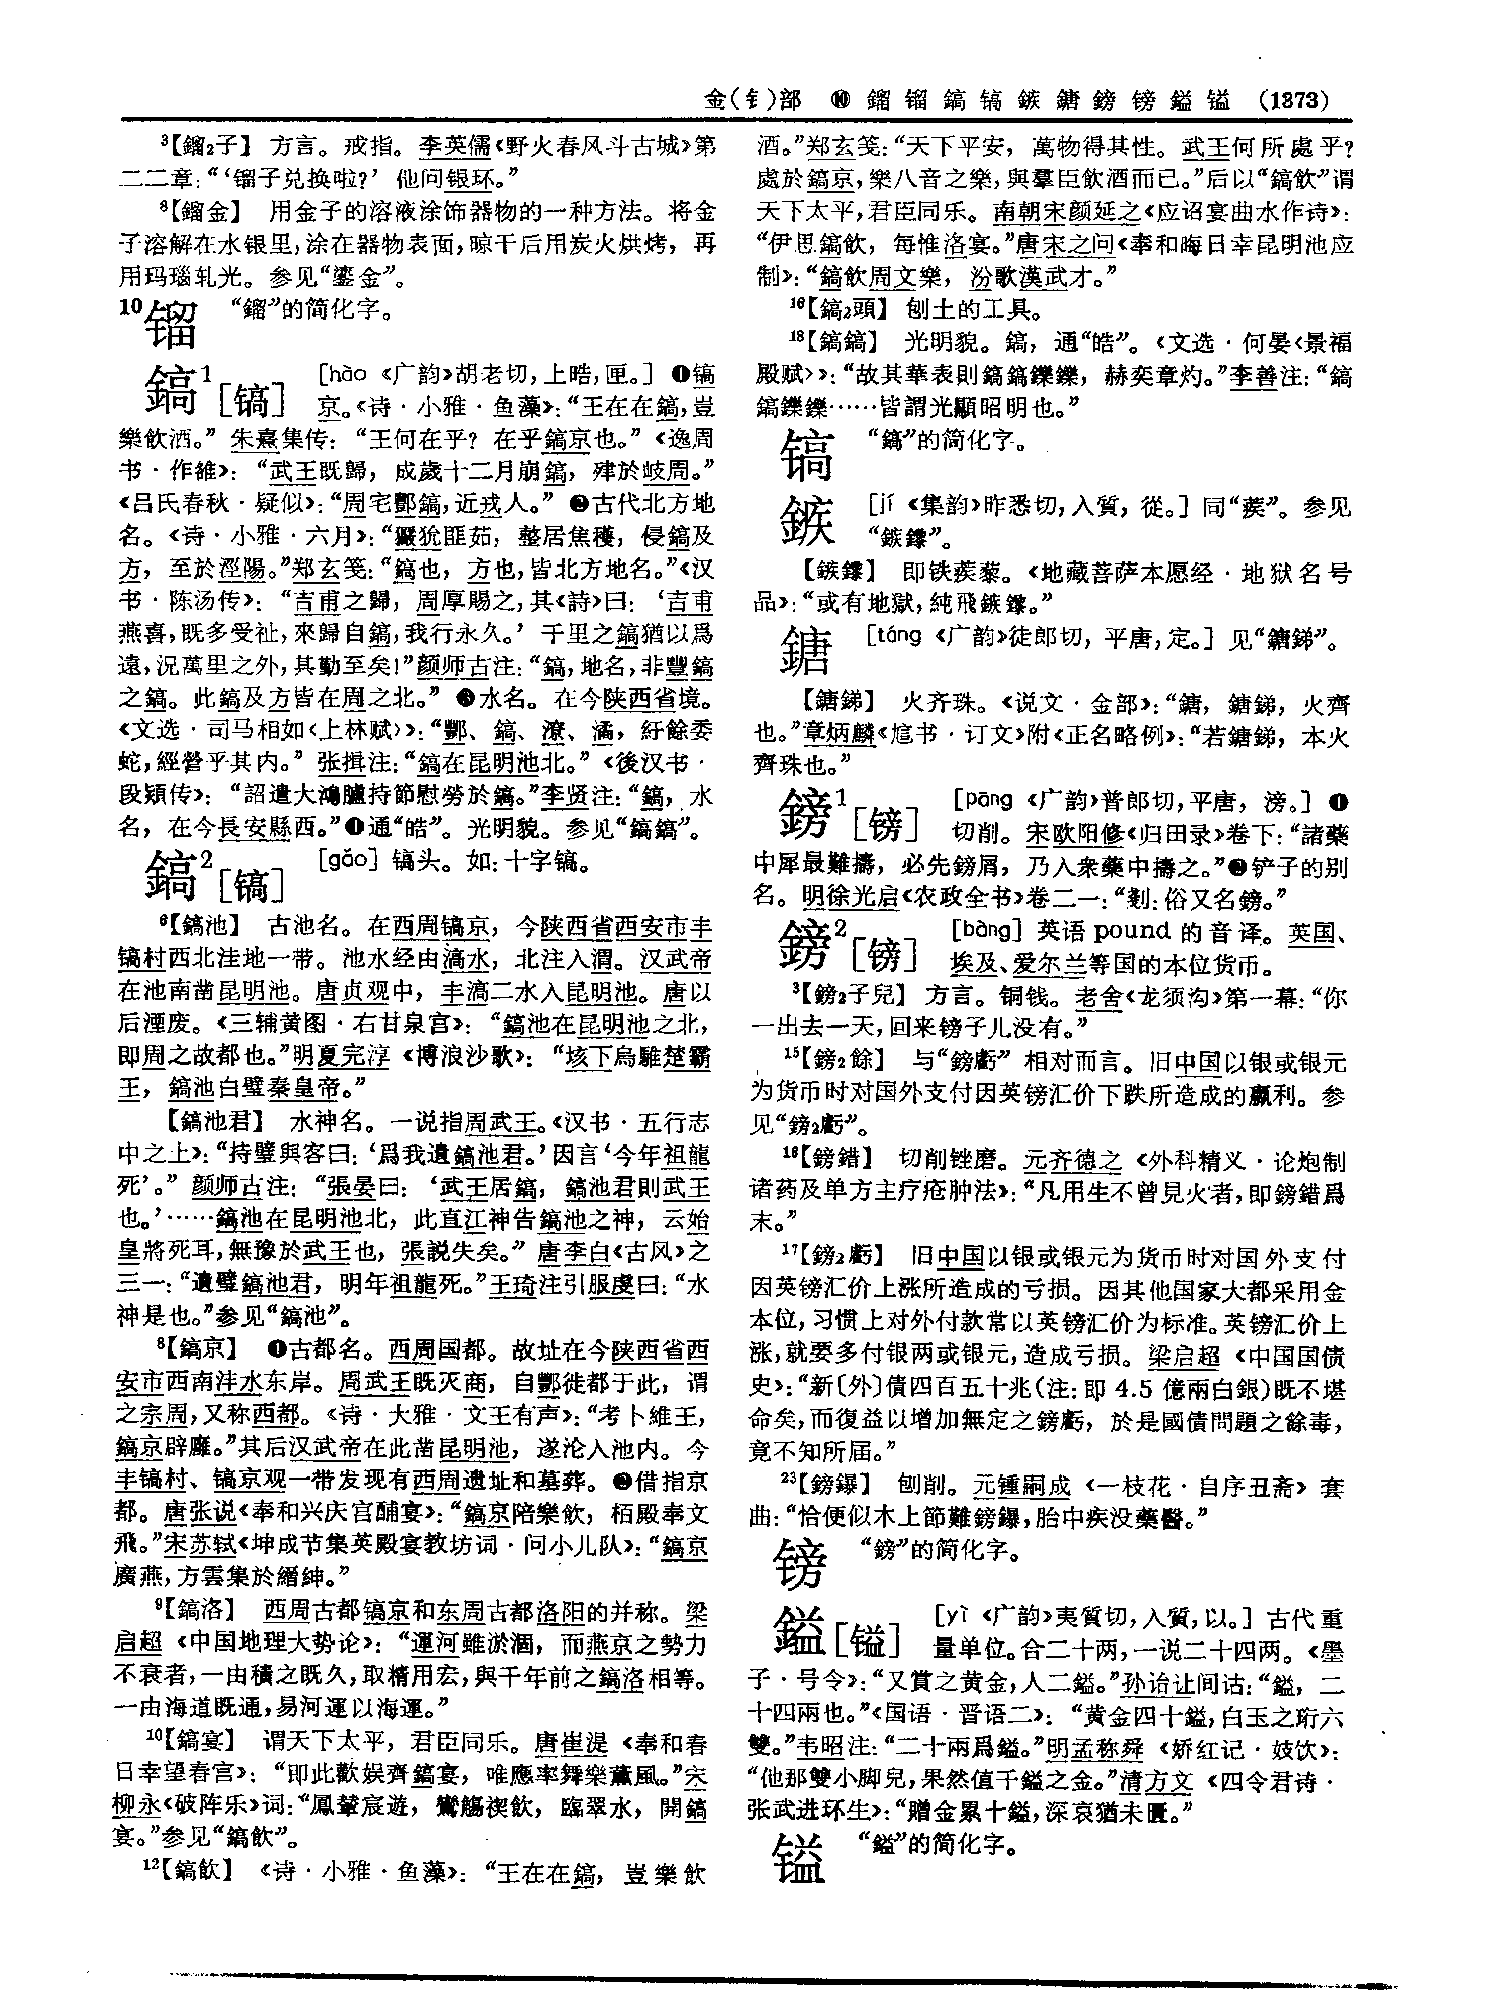 金(钅)部 ⑩ 鎦 镏 鎬 镐 鏃 鎕 鎊 镑 鎰 镒 (1373)
³【鎦₂子】 方言。戒指。李英儒《野火春风斗古城》第
二二章:“‘镏子兑换啦?’他问银环。”
⁸【鎦金】 用金子的溶液涂饰器物的一种方法。将金
子溶解在水银里,涂在器物表面,晾干后用炭火烘烤,再
用玛瑙轧光。参见“鎏金”。
¹⁰镏 “鎦”的简化字。
鎬¹[镐] [hào 《广韵》胡老切,上晧,匣。] ❶镐
京。《诗·小雅·鱼藻》:“王在在鎬,豈
樂飲酒。”朱熹集传:“王何在乎?在乎鎬京也。”《逸周
书·作雒》:“武王既歸,成歲十二月崩鎬,肂於岐周。”
《吕氏春秋·疑似》:“周宅酆鎬,近戎人。” ❷古代北方地
名。《诗·小雅·六月》:“玁狁匪茹,整居焦穫,侵鎬及
方,至於涇陽。”郑玄笺:“鎬也,方也,皆北方地名。”《汉
书·陈汤传》:“吉甫之歸,周厚賜之,其《詩》曰:‘吉甫
燕喜,既多受祉,來歸自鎬,我行永久。’千里之鎬猶以爲
遠,況萬里之外,其勤至矣!”颜师古注:“鎬,地名,非豐鎬
之鎬。此鎬及方皆在周之北。” ❸水名。在今陕西省境。
《文选·司马相如〈上林赋〉》:“酆、鎬、潦、潏,紆餘委
蛇,經營乎其内。”张揖注:“鎬在昆明池北。”《後汉书·
段熲传》:“詔遣大鴻臚持節慰勞於鎬。”李贤注:“鎬,水
名,在今長安縣西。”❹通“皓”。光明貌。参见“鎬鎬”。
鎬²[镐] [gǎo] 镐头。如:十字镐。
⁶【鎬池】 古池名。在西周镐京,今陕西省西安市丰
镐村西北洼地一带。池水经由滈水,北注入渭。汉武帝
在池南凿昆明池。唐贞观中,丰滈二水入昆明池。唐以
后湮废。《三辅黄图·右甘泉宫》:“鎬池在昆明池之北,
即周之故都也。”明夏完淳《博浪沙歌》:“垓下烏騅楚霸
王,鎬池白璧秦皇帝。”
【鎬池君】 水神名。一说指周武王。《汉书·五行志
中之上》:“持璧與客曰:‘爲我遺鎬池君。’因言‘今年祖龍
死’。”颜师古注:“張晏曰:‘武王居鎬,鎬池君則武王
也。’……鎬池在昆明池北,此直江神告鎬池之神,云始
皇將死耳,無豫於武王也,張説失矣。”唐李白《古风》之
三一:“遺璧鎬池君,明年祖龍死。”王琦注引服虔曰:“水
神是也。”参见“鎬池”。
⁸【鎬京】 ❶古都名。西周国都。故址在今陕西省西
安市西南沣水东岸。周武王既灭商,自酆徙都于此,谓
之宗周,又称西都。《诗·大雅·文王有声》:“考卜維王,
鎬京辟廱。”其后汉武帝在此凿昆明池,遂沦入池内。今
丰镐村、镐京观一带发现有西周遗址和墓葬。❷借指京
都。唐张说《奉和兴庆宫酺宴》:“鎬京陪樂飲,栢殿奉文
飛。”宋苏轼《坤成节集英殿宴教坊词·问小儿队》:“鎬京
廣燕,方雲集於縉紳。”
⁹【鎬洛】 西周古都镐京和东周古都洛阳的并称。梁
启超《中国地理大势论》:“運河雖淤涸,而燕京之勢力
不衰者,一由積之既久,取精用宏,與千年前之鎬洛相等。
一由海道既通,易河運以海運。”
¹⁰【鎬宴】 谓天下太平,君臣同乐。唐崔湜《奉和春
日幸望春宫》:“即此歡娱齊鎬宴,唯應率舞樂薰風。”宋
柳永《破阵乐》词:“鳳輦宸遊,鸞觴禊飲,臨翠水,開鎬
宴。”参见“鎬飲”。
¹²【鎬飲】 《诗·小雅·鱼藻》:“王在在鎬,豈樂飲
酒。”郑玄笺:“天下平安,萬物得其性。武王何所處乎?
處於鎬京,樂八音之樂,與羣臣飲酒而已。”后以“鎬飲”谓
天下太平,君臣同乐。南朝宋颜延之《应诏宴曲水作诗》:
“伊思鎬飲,每惟洛宴。”唐宋之问《奉和晦日幸昆明池应
制》:“鎬飲周文樂,汾歌漢武才。”
¹⁶【鎬₂頭】 刨土的工具。
¹⁸【鎬鎬】 光明貌。鎬,通“皓”。《文选·何晏〈景福
殿赋〉》:“故其華表則鎬鎬鑠鑠,赫奕章灼。”李善注:“鎬
鎬鑠鑠……皆謂光顯昭明也。”
镐 “鎬”的简化字。
鏃 [jí 《集韵》昨悉切,入質,從。] 同“蒺”。参见
“鏃䥯”。
【鏃䥯】 即铁蒺藜。《地藏菩萨本愿经·地狱名号
品》:“或有地獄,純飛鏃䥯。”
鎕 [táng 《广韵》徒郎切,平唐,定。] 见“鎕銻”。
【鎕銻】 火齐珠。《说文·金部》:“鎕,鎕銻,火齊
也。”章炳麟《訄书·订文》附《正名略例》:“若鎕銻,本火
齊珠也。”
鎊¹[镑] [pāng 《广韵》普郎切,平唐,滂。] ❶
切削。宋欧阳修《归田录》卷下:“諸藥
中犀最難擣,必先鎊屑,乃入衆藥中擣之。”❷铲子的别
名。明徐光启《农政全书》卷二一:“剗:俗又名鎊。”
鎊²[镑] [bàng] 英语 pound 的音译。英国、
埃及、爱尔兰等国的本位货币。
³【鎊₂子兒】 方言。铜钱。老舍《龙须沟》第一幕:“你
一出去一天,回来镑子儿没有。”
¹⁵【鎊₂餘】 与“鎊虧”相对而言。旧中国以银或银元
为货币时对国外支付因英镑汇价下跌所造成的赢利。参
见“鎊₂虧”。
¹⁶【鎊錯】 切削锉磨。元齐德之《外科精义·论炮制
诸药及单方主疗疮肿法》:“凡用生不曾見火者,即鎊錯爲
末。”
¹⁷【鎊₂虧】 旧中国以银或银元为货币时对国外支付
因英镑汇价上涨所造成的亏损。因其他国家大都采用金
本位,习惯上对外付款常以英镑汇价为标准。英镑汇价上
涨,就要多付银两或银元,造成亏损。梁启超《中国国债
史》:“新〔外〕債四百五十兆(注:即 4.5 億兩白銀)既不堪
命矣,而復益以增加無定之鎊虧,於是國債問題之餘毒,
竟不知所屆。”
²³【鎊鑤】 刨削。元锺嗣成《一枝花·自序丑斋》套
曲:“恰便似木上節難鎊鑤,胎中疾没藥醫。”
镑 “鎊”的简化字。
鎰[镒] [yì 《广韵》夷質切,入質,以。] 古代重
量单位。合二十两,一说二十四两。《墨
子·号令》:“又賞之黄金,人二鎰。”孙诒让间诂:“鎰,二
十四兩也。”《国语·晋语二》:“黄金四十鎰,白玉之珩六
雙。”韦昭注:“二十兩爲鎰。”明孟称舜《娇红记·妓饮》:
“他那雙小脚兒,果然值千鎰之金。”清方文《四令君诗·
张武进环生》:“贈金累十鎰,深哀猶未匱。”
镒 “鎰”的简化字。